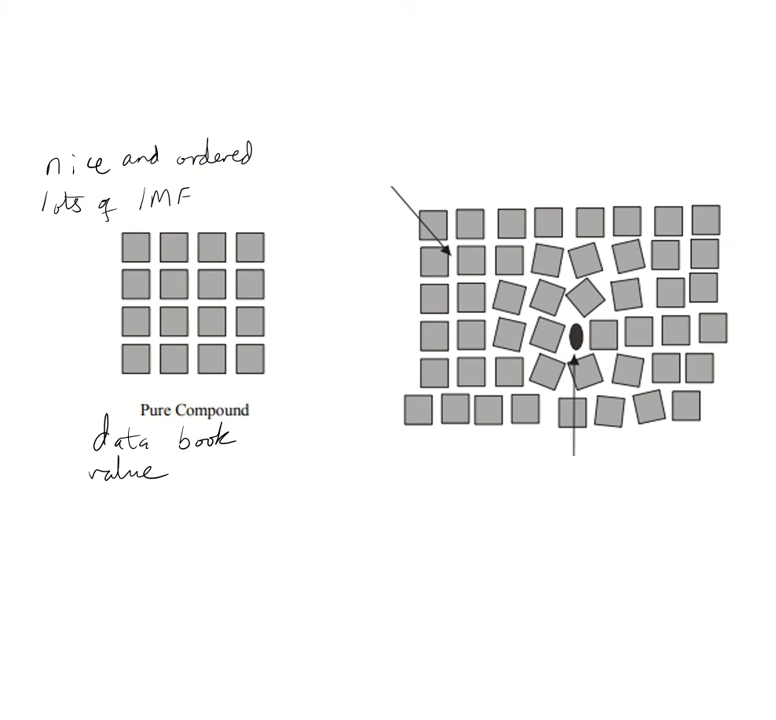 nice and ordered
lots of IMF
Pure Compound
data book
value